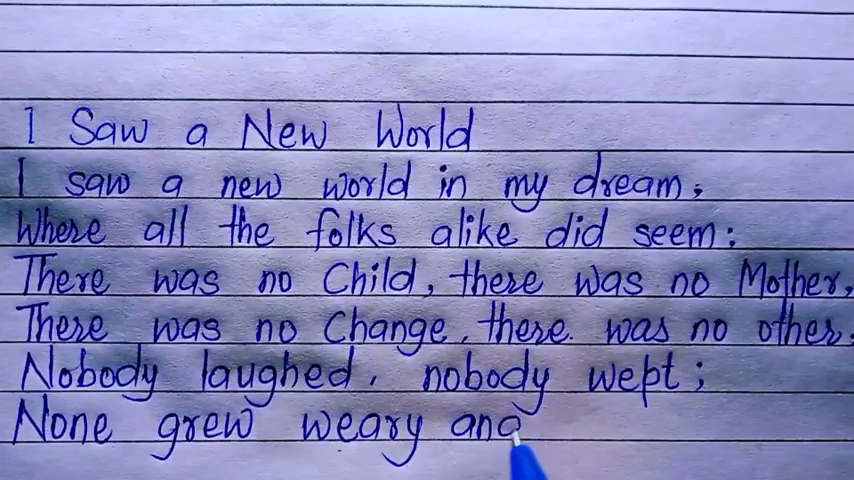 I Saw a New World
I saw a new world in my dream,
Where all the folks alike did seem:
There was no Child, there was no Mother,
There was no Change, there was no other.
Nobody laughed, nobody wept;
None grew weary